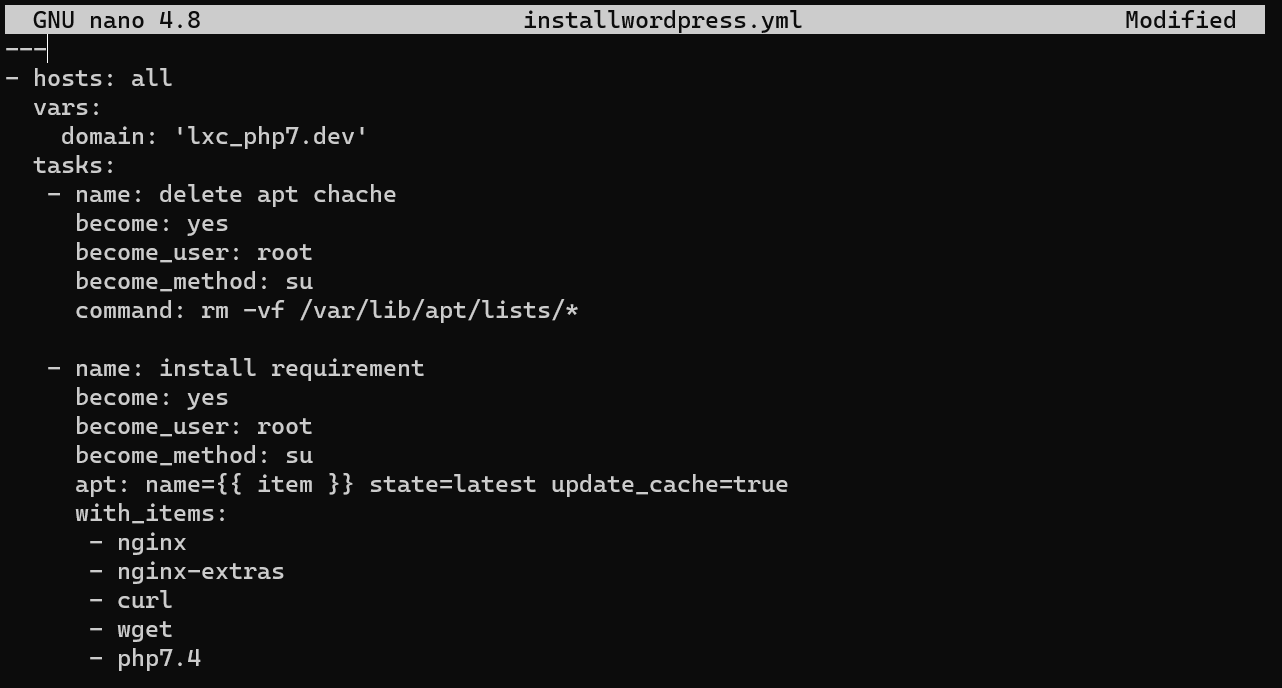 GNU nano 4.8 installwordpress.yml Modified
---
- hosts: all
  vars:
    domain: 'lxc_php7.dev'
  tasks:
   - name: delete apt chache
     become: yes
     become_user: root
     become_method: su
     command: rm -vf /var/lib/apt/lists/*

   - name: install requirement
     become: yes
     become_user: root
     become_method: su
     apt: name={{ item }} state=latest update_cache=true
     with_items:
      - nginx
      - nginx-extras
      - curl
      - wget
      - php7.4